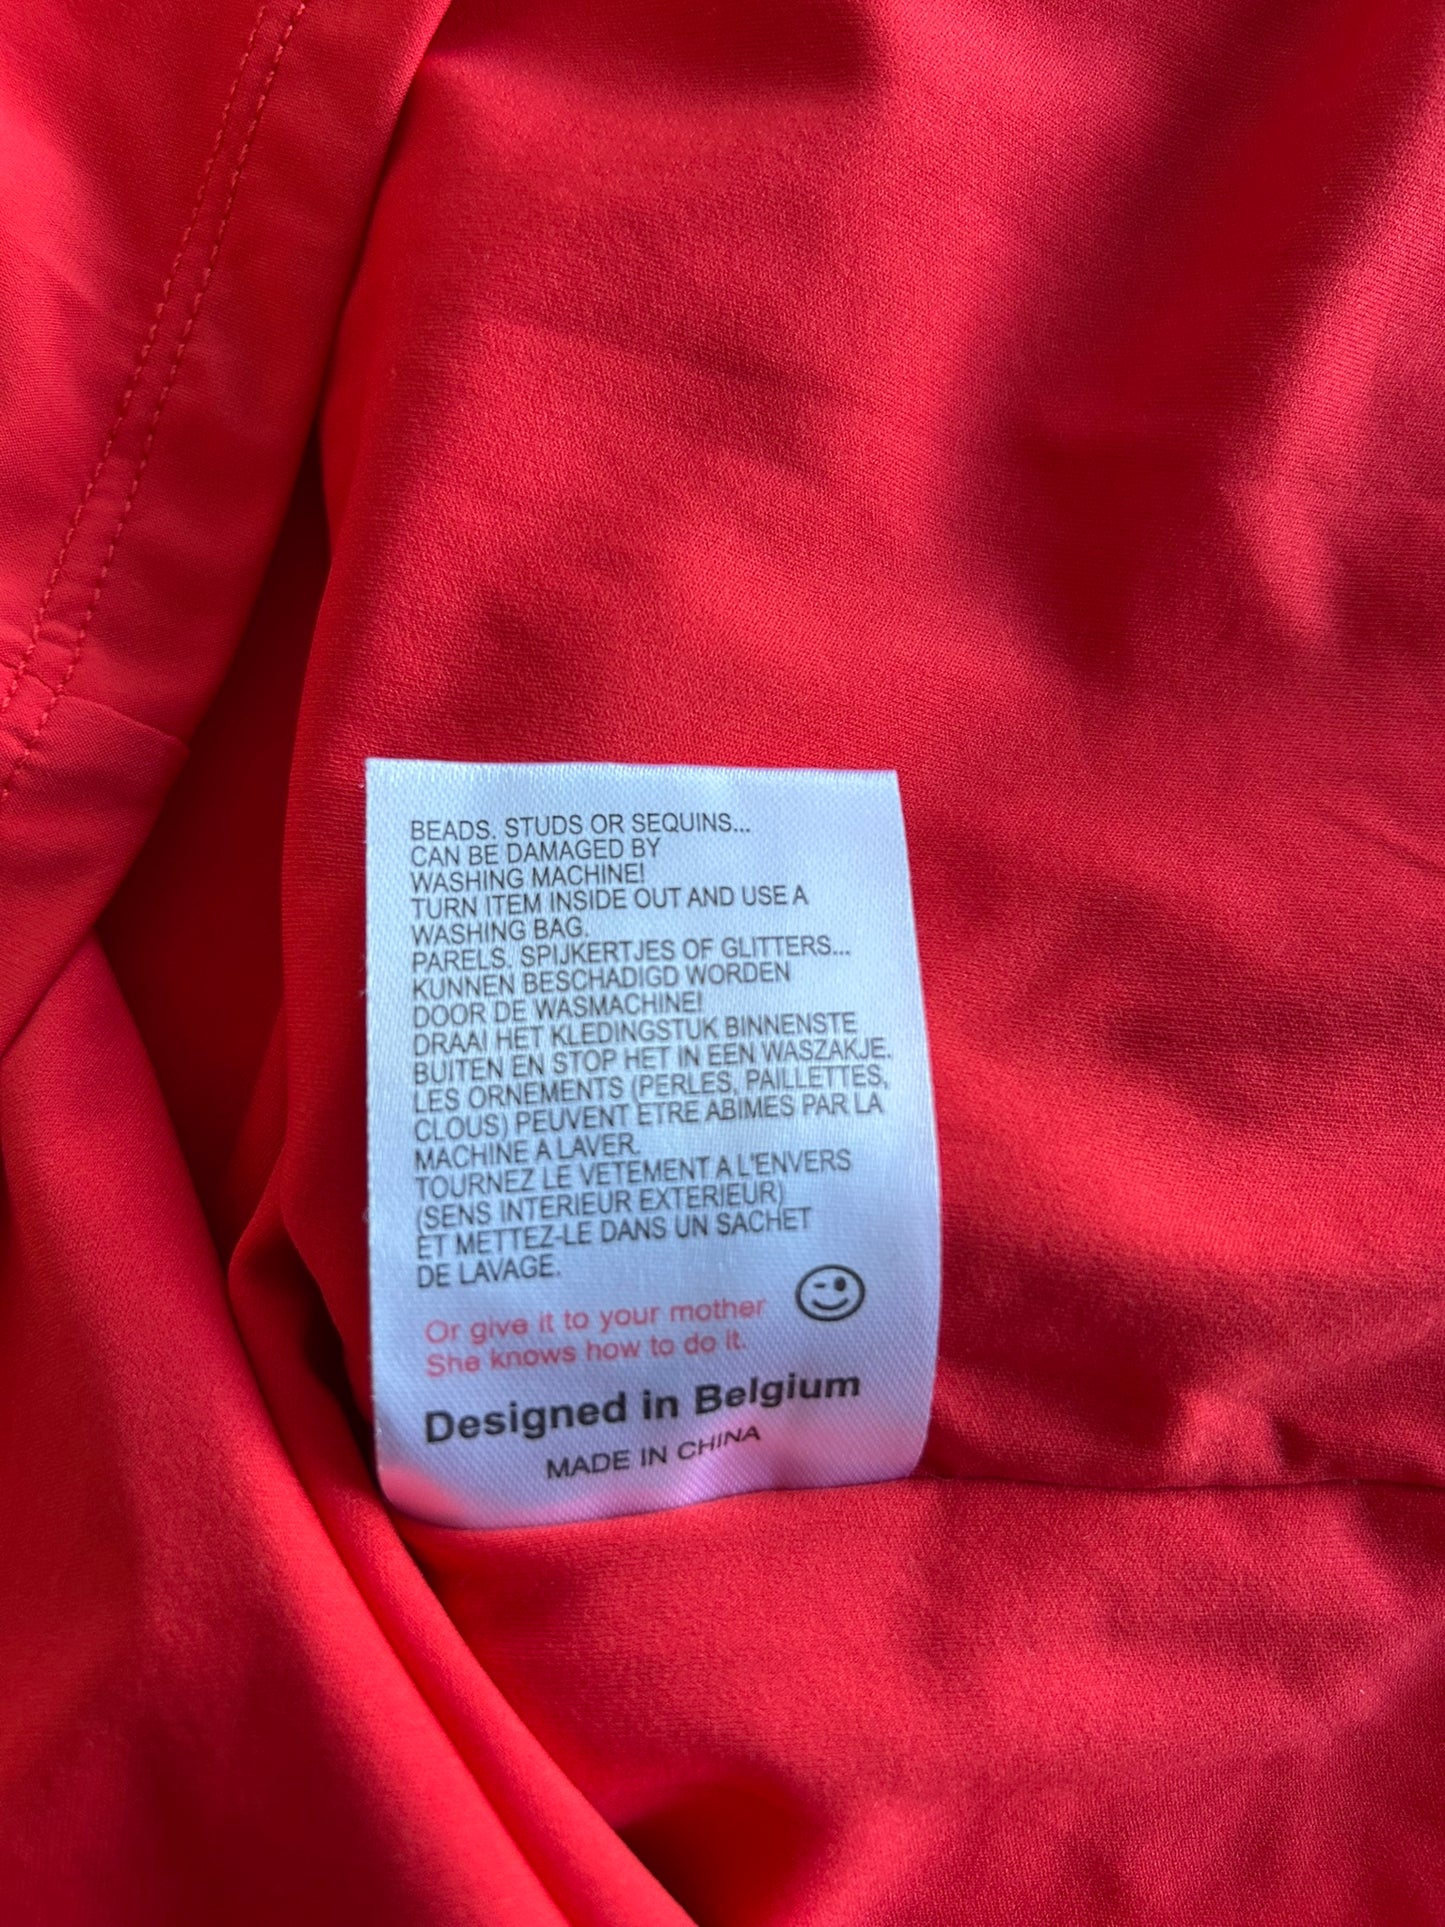 BEADS. STUDS OR SEQUINS...
CAN BE DAMAGED BY
WASHING MACHINE!
TURN ITEM INSIDE OUT AND USE A
WASHING BAG.
PARELS. SPIJKERTJES OF GLITTERS...
KUNNEN BESCHADIGD WORDEN
DOOR DE WASMACHINE!
DRAAI HET KLEDINGSTUK BINNENSTE
BUITEN EN STOP HET IN EEN WASZAKJE.
LES ORNEMENTS (PERLES, PAILLETTES,
CLOUS) PEUVENT ETRE ABIMES PAR LA
MACHINE A LAVER.
TOURNEZ LE VETEMENT A L'ENVERS
(SENS INTERIEUR EXTERIEUR)
ET METTEZ-LE DANS UN SACHET
DE LAVAGE.
Or give it to your mother
She knows how to do it.
Designed in Belgium
MADE IN CHINA